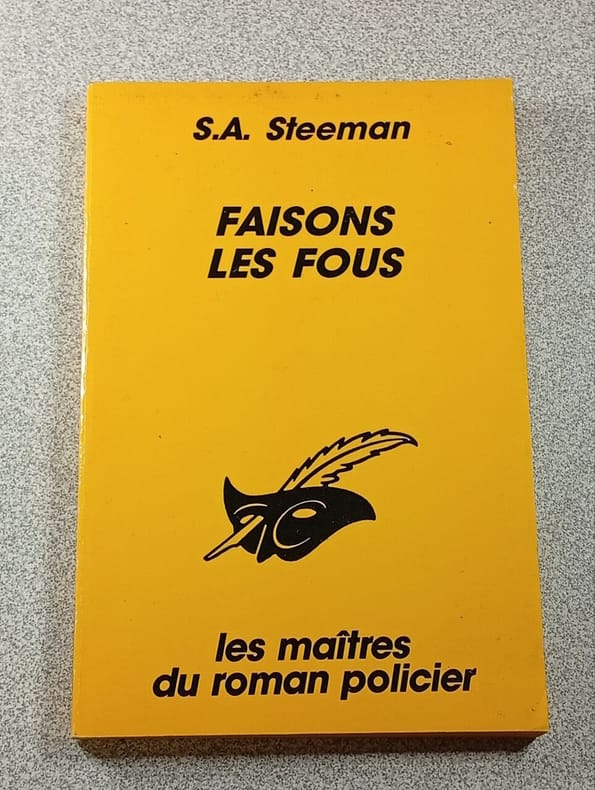 S.A. Steeman
FAISONS
LES FOUS
les maîtres
du roman policier